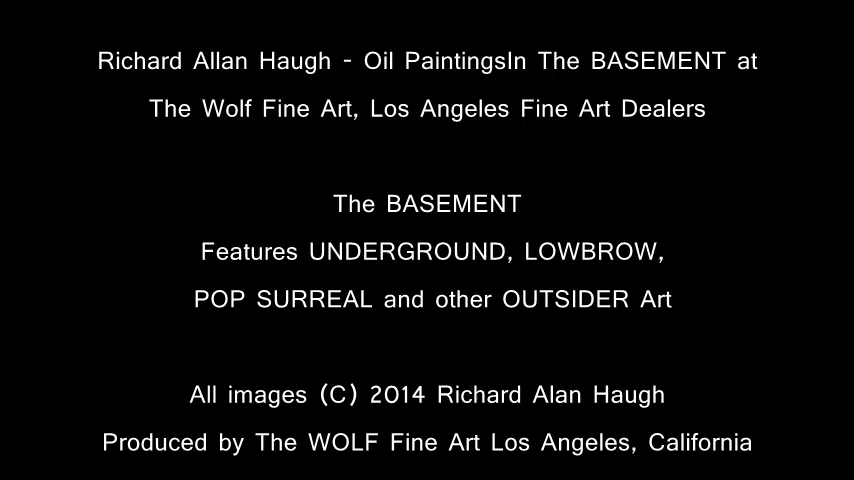 Richard Allan Haugh - Oil PaintingsIn The BASEMENT at
The Wolf Fine Art, Los Angeles Fine Art Dealers
The BASEMENT
Features UNDERGROUND, LOWBROW,
POP SURREAL and other OUTSIDER Art
All images (C) 2014 Richard Alan Haugh
Produced by The WOLF Fine Art Los Angeles, California